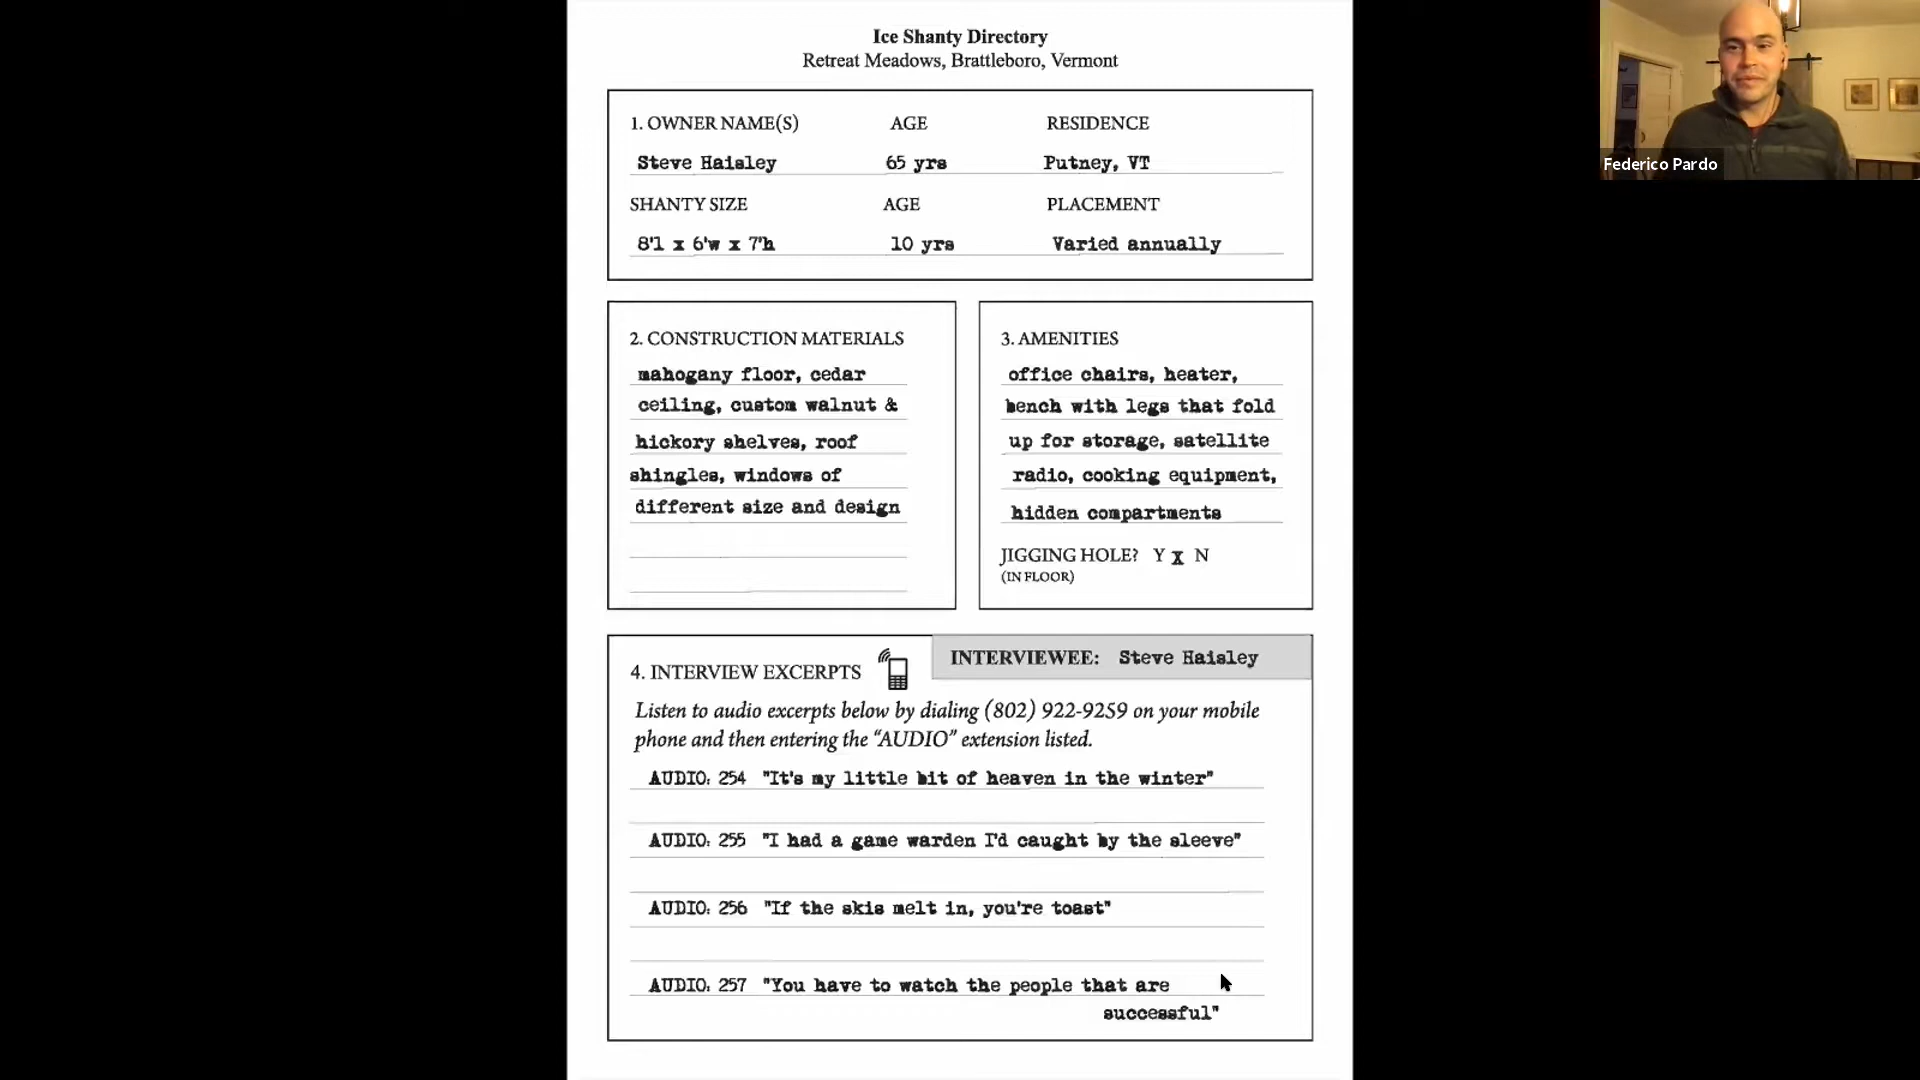 Ice Shanty Directory
Retreat Meadows, Brattleboro, Vermont
1. OWNER NAME(S) AGE RESIDENCE
Steve Haisley 65 yrs Putney, VT
SHANTY SIZE AGE PLACEMENT
8'l x 6'w x 7'h 10 yrs Varied annually
2. CONSTRUCTION MATERIALS
mahogany floor, cedar
ceiling, custom walnut &
hickory shelves, roof
shingles, windows of
different size and design
3. AMENITIES
office chairs, heater,
bench with legs that fold
up for storage, satellite
radio, cooking equipment,
hidden compartments
JIGGING HOLE? Y x N
(IN FLOOR)
4. INTERVIEW EXCERPTS
INTERVIEWEE: Steve Haisley
Listen to audio excerpts below by dialing (802) 922-9259 on your mobile
phone and then entering the “AUDIO” extension listed.
AUDIO: 254 "It's my little bit of heaven in the winter"
AUDIO: 255 "I had a game warden I'd caught by the sleeve"
AUDIO: 256 "If the skis melt in, you're toast"
AUDIO: 257 "You have to watch the people that are
successful"
Federico Pardo